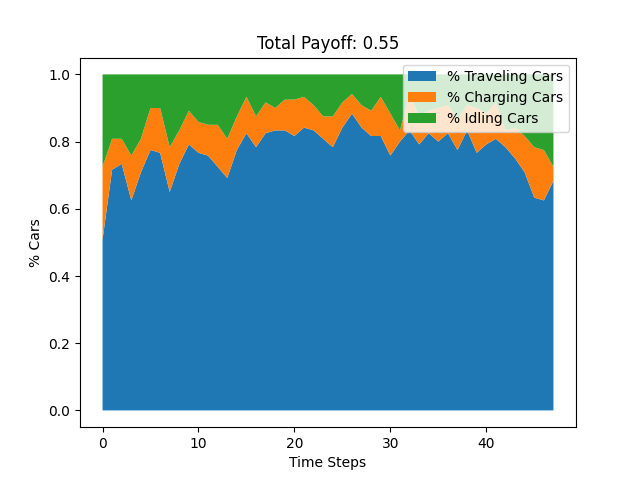 Total Payoff: 0.55
% Traveling Cars
% Charging Cars
% Idling Cars
% Cars
1.0
0.8
0.6
0.4
0.2
0.0
0 10 20 30 40
Time Steps